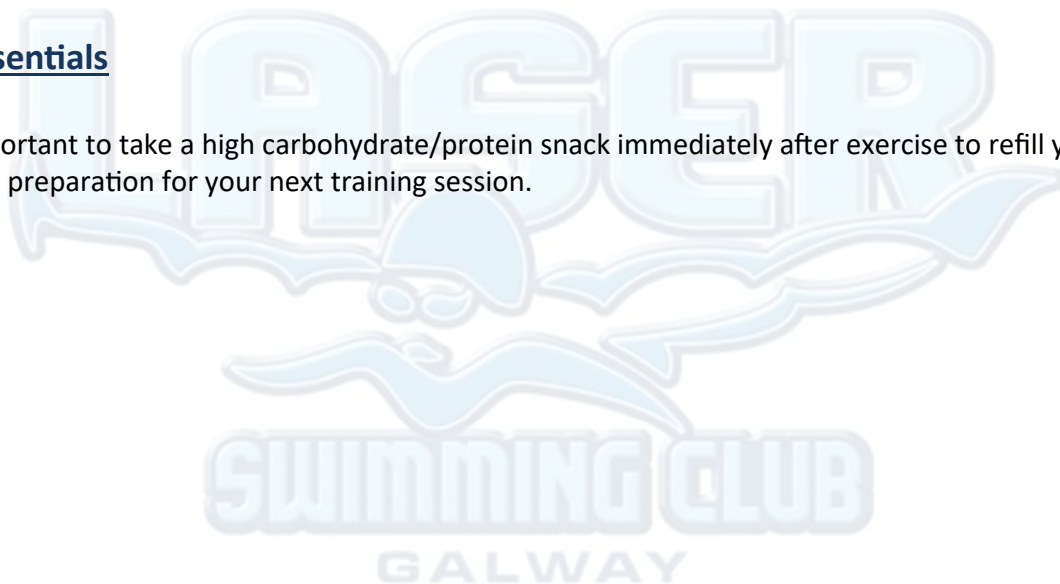 LASER
sentials
portant to take a high carbohydrate/protein snack immediately after exercise to refill y
preparation for your next training session.
SWIMMING CLUB
GALWAY